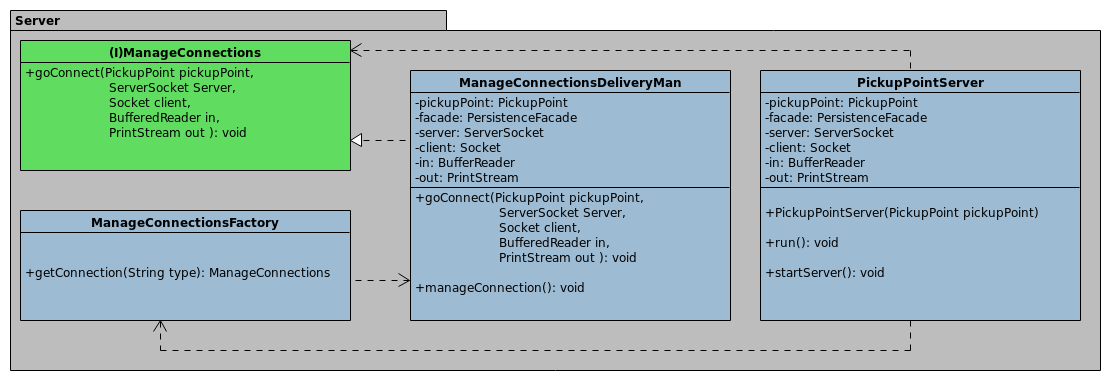 Server
(I)ManageConnections
+goConnect(PickupPoint pickupPoint,
ServerSocket Server,
Socket client,
BufferedReader in,
PrintStream out ): void
ManageConnectionsFactory
+getConnection(String type): ManageConnections
ManageConnectionsDeliveryMan
-pickupPoint: PickupPoint
-facade: PersistenceFacade
-server: ServerSocket
-client: Socket
-in: BufferReader
-out: PrintStream
+goConnect(PickupPoint pickupPoint,
ServerSocket Server,
Socket client,
BufferedReader in,
PrintStream out ): void
+manageConnection(): void
PickupPointServer
-pickupPoint: PickupPoint
-facade: PersistenceFacade
-server: ServerSocket
-client: Socket
-in: BufferReader
-out: PrintStream
+PickupPointServer(PickupPoint pickupPoint)
+run(): void
+startServer(): void